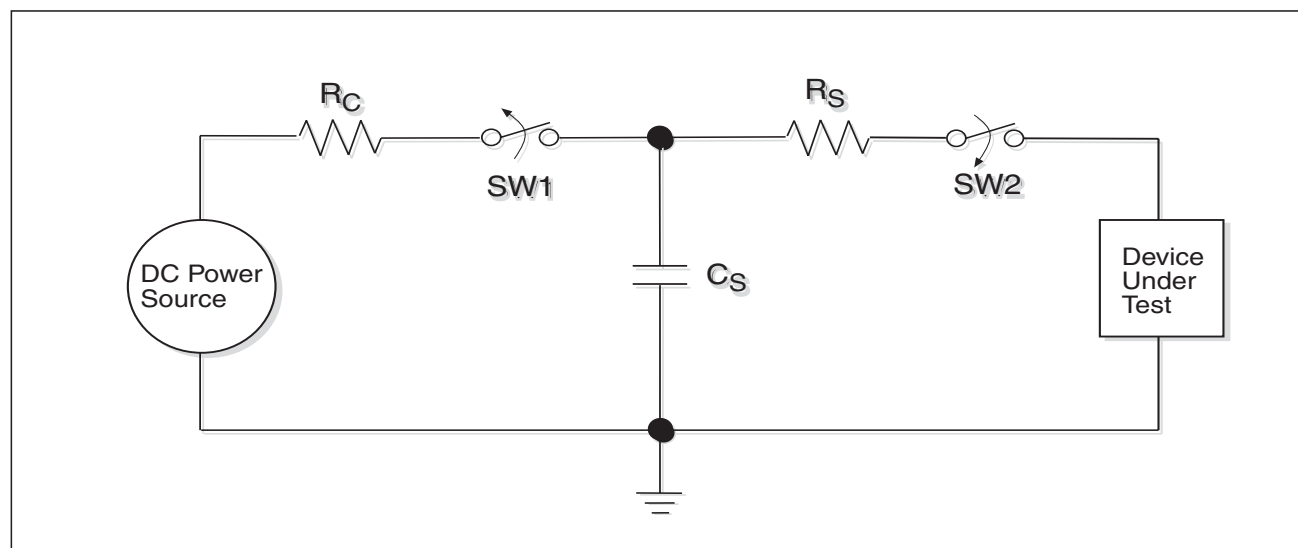 RC
RS
SW1
SW2
DC Power
Source
CS
Device
Under
Test